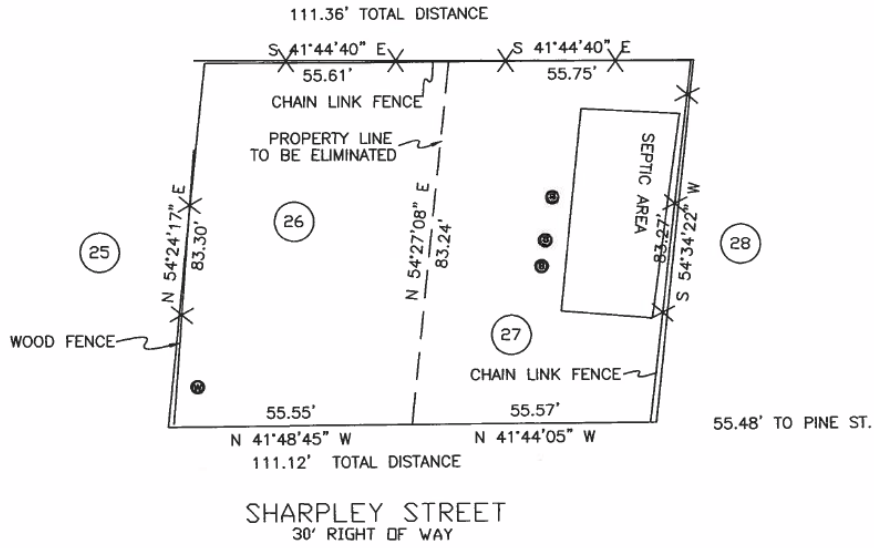 111.36' TOTAL DISTANCE
S 41°44'40" E
S 41°44'40" E
55.61'
55.75'
CHAIN LINK FENCE
PROPERTY LINE
TO BE ELIMINATED
SEPTIC AREA
N 54°24'17" E
83.30'
26
N 54°27'08" E
83.24'
83.27'
S 54°34'22" W
25
28
27
WOOD FENCE
CHAIN LINK FENCE
W
55.55'
55.57'
55.48' TO PINE ST.
N 41°48'45" W
N 41°44'05" W
111.12' TOTAL DISTANCE
SHARPLEY STREET
30' RIGHT OF WAY